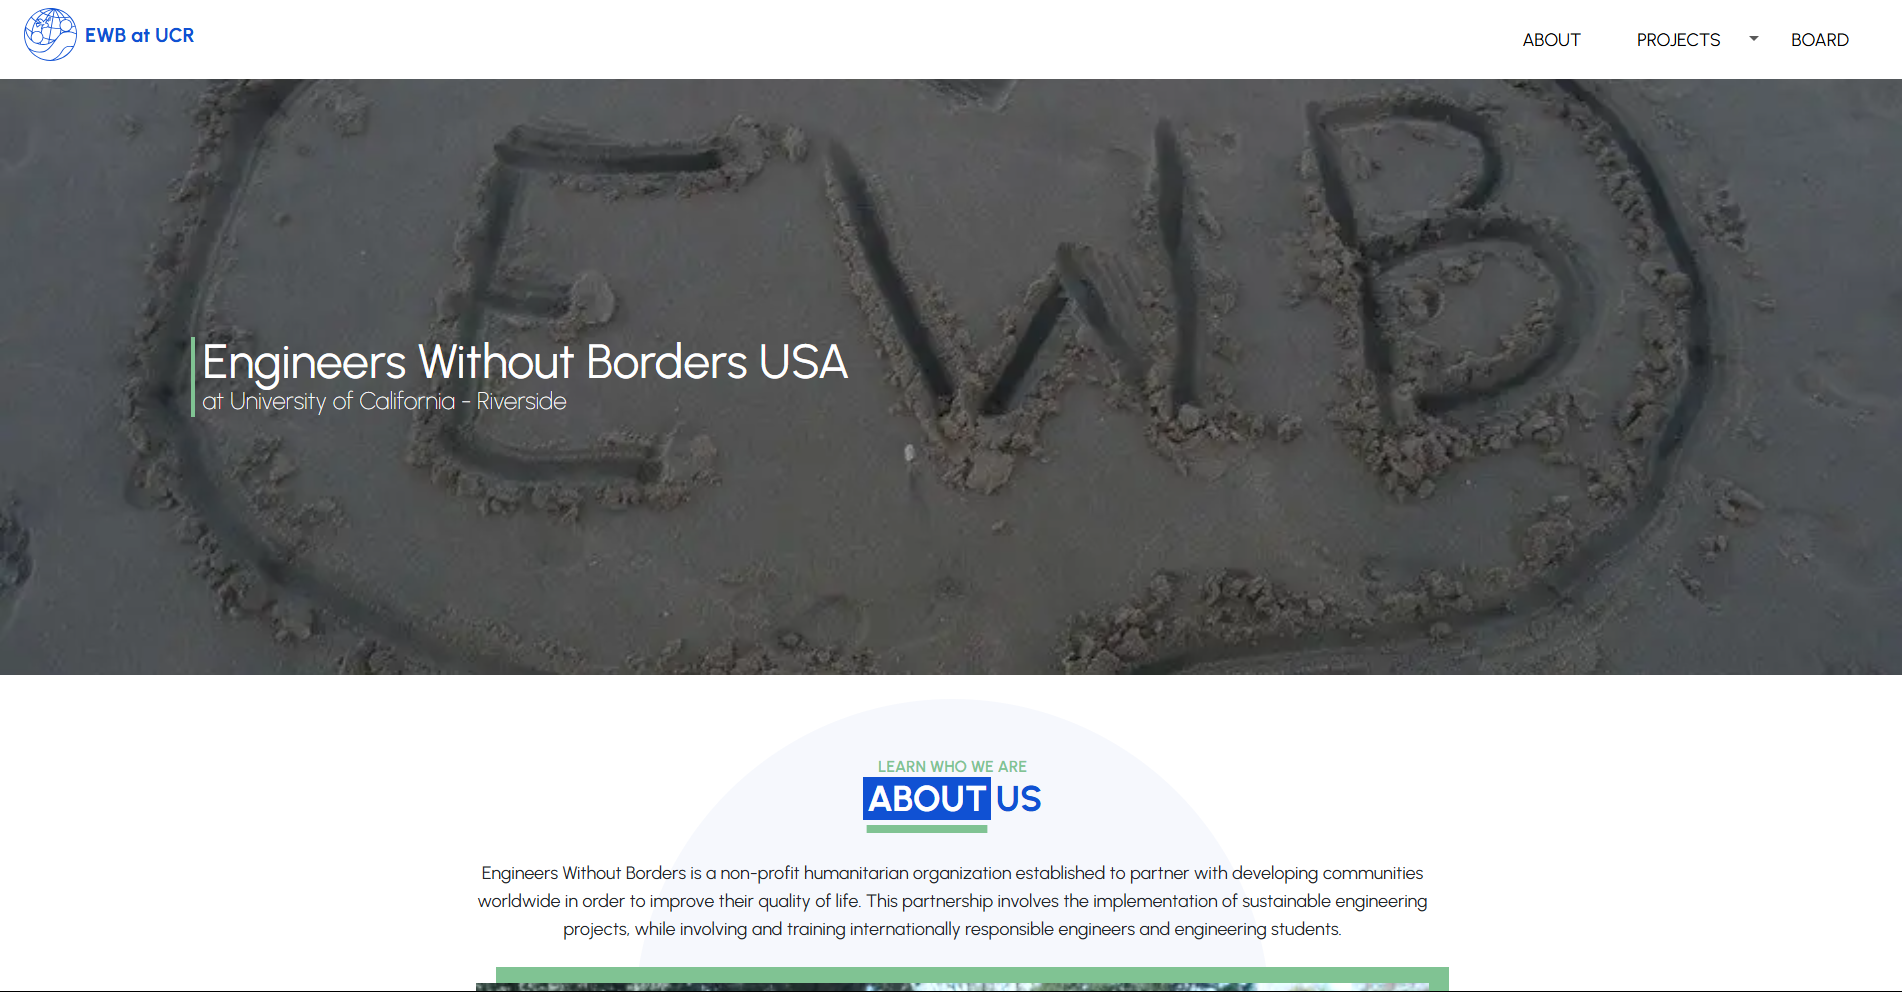 EWB at UCR
ABOUT PROJECTS BOARD
EWB
Engineers Without Borders USA
at University of California - Riverside
LEARN WHO WE ARE
ABOUT US
Engineers Without Borders is a non-profit humanitarian organization established to partner with developing communities
worldwide in order to improve their quality of life. This partnership involves the implementation of sustainable engineering
projects, while involving and training internationally responsible engineers and engineering students.